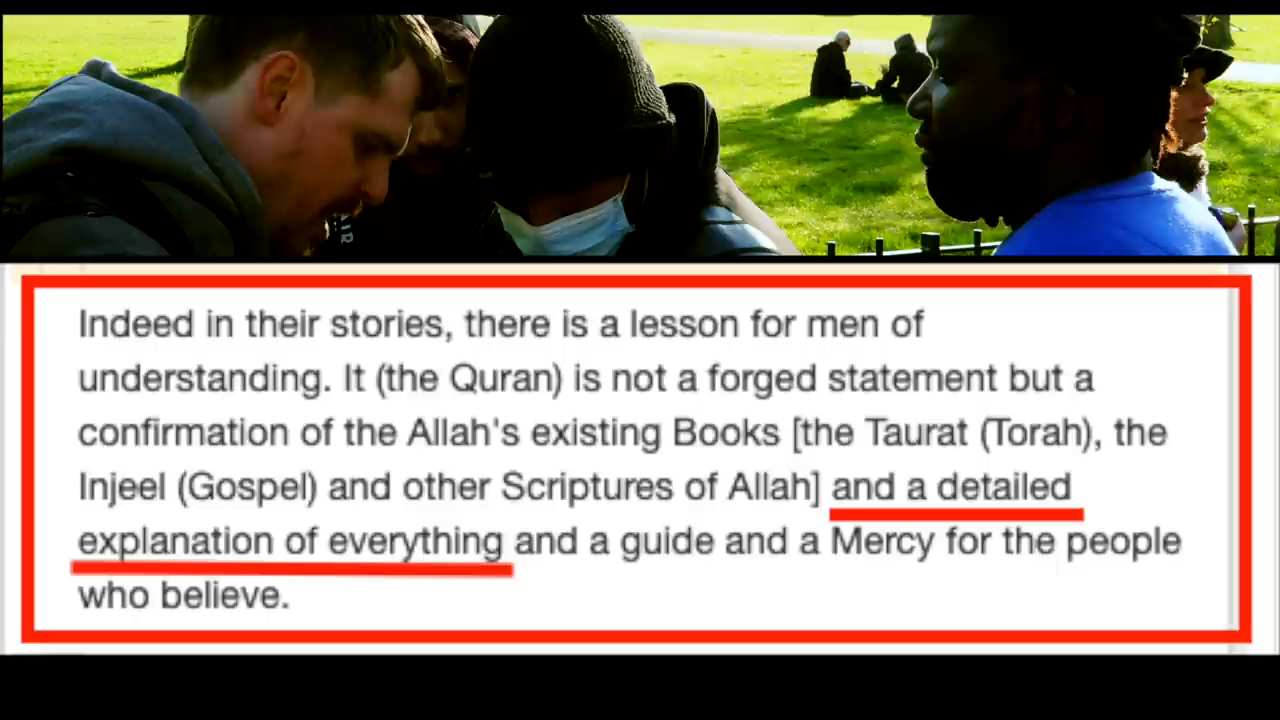 Indeed in their stories, there is a lesson for men of
understanding. It (the Quran) is not a forged statement but a
confirmation of the Allah's existing Books [the Taurat (Torah), the
Injeel (Gospel) and other Scriptures of Allah] and a detailed
explanation of everything and a guide and a Mercy for the people
who believe.